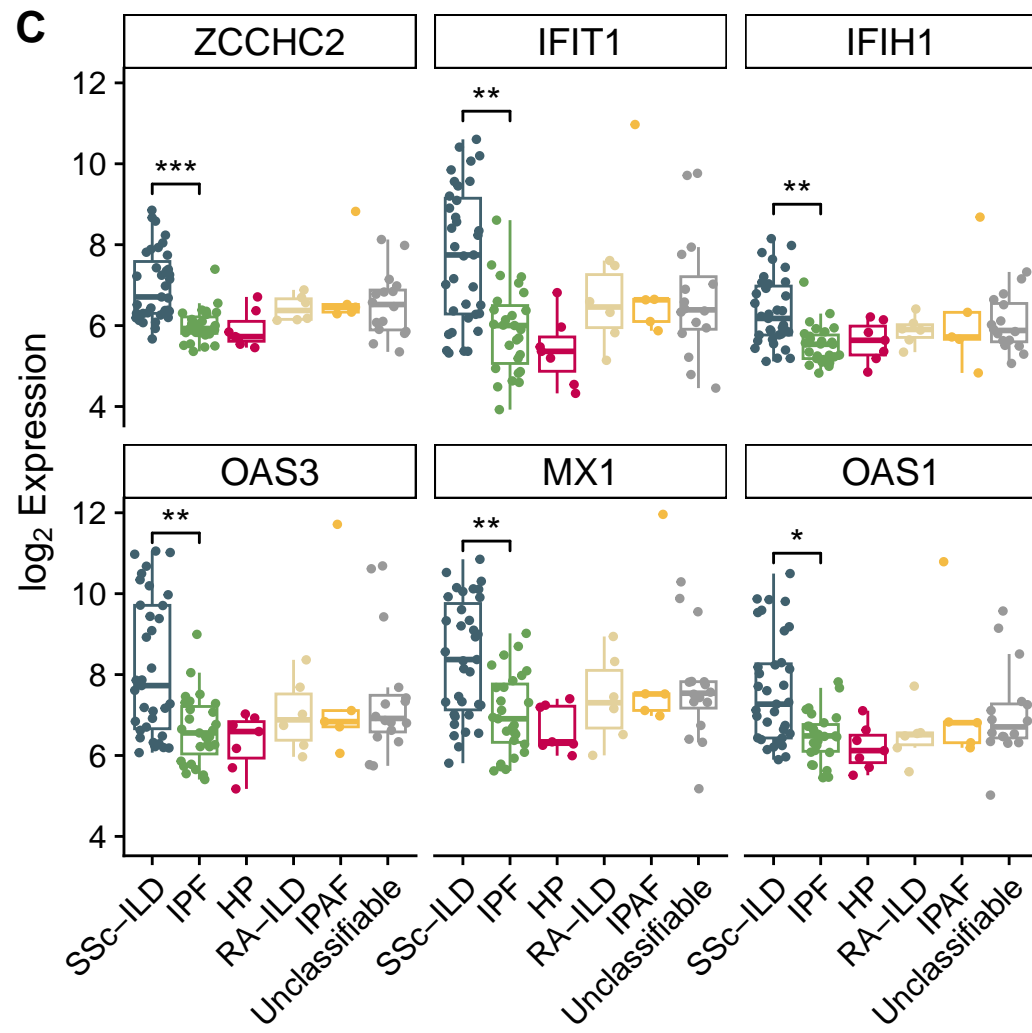 C
ZCCHC2 IFIT1 IFIH1
12
10
8
6
4
*** ** **
log2 Expression
OAS3 MX1 OAS1
12
10
8
6
4
** ** *
SSc−ILD IPF HP RA−ILD IPAF Unclassifiable SSc−ILD IPF HP RA−ILD IPAF Unclassifiable SSc−ILD IPF HP RA−ILD IPAF Unclassifiable